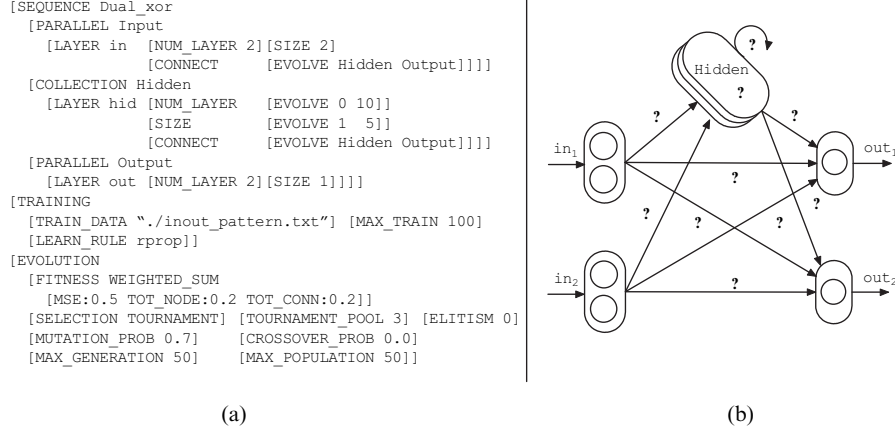 [SEQUENCE Dual_xor
[PARALLEL Input
[LAYER in [NUM_LAYER 2][SIZE 2]
[CONNECT [EVOLVE Hidden Output]]]]
[COLLECTION Hidden
[LAYER hid [NUM_LAYER [EVOLVE 0 10]]
[SIZE [EVOLVE 1 5]]
[CONNECT [EVOLVE Hidden Output]]]]
[PARALLEL Output
[LAYER out [NUM_LAYER 2][SIZE 1]]]]
[TRAINING
[TRAIN_DATA “./inout_pattern.txt”] [MAX_TRAIN 100]
[LEARN_RULE rprop]]
[EVOLUTION
[FITNESS WEIGHTED_SUM
[MSE:0.5 TOT_NODE:0.2 TOT_CONN:0.2]]
[SELECTION TOURNAMENT] [TOURNAMENT_POOL 3] [ELITISM 0]
[MUTATION_PROB 0.7] [CROSSOVER_PROB 0.0]
[MAX_GENERATION 50] [MAX_POPULATION 50]]
(a)
?
Hidden
?
? ?
in1 out1
?
? ? ?
in2 ? out2
(b)